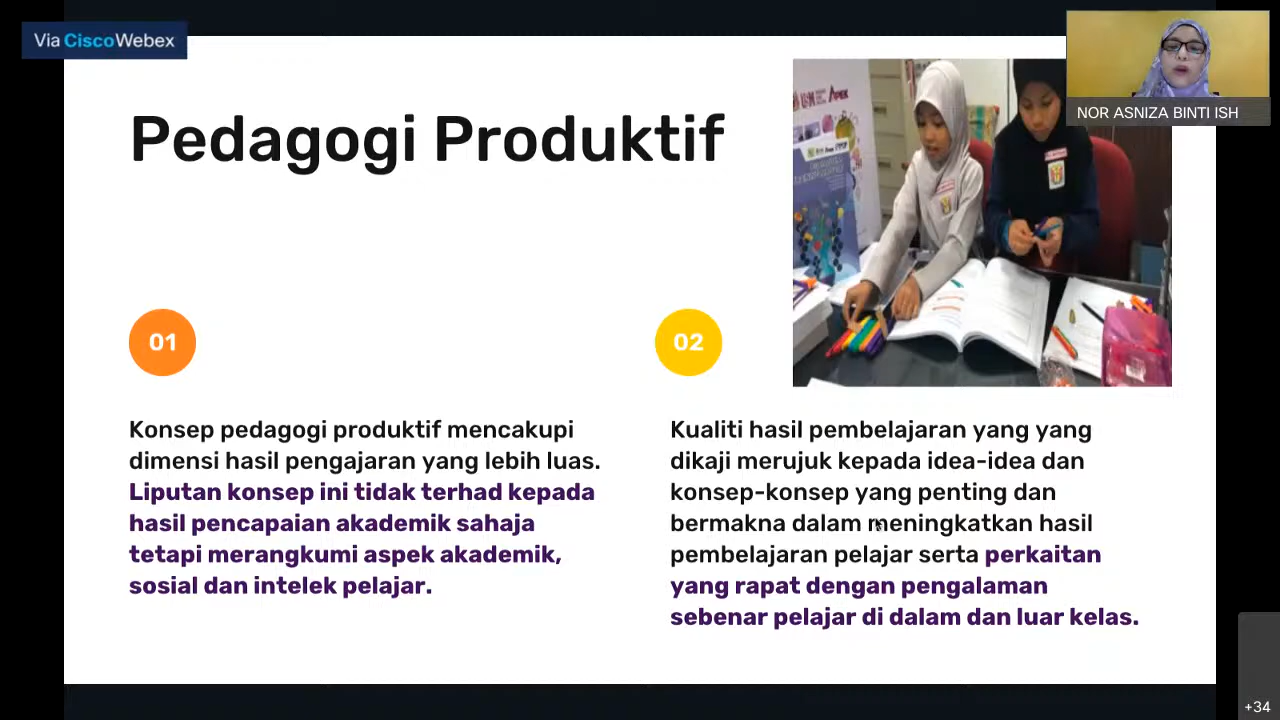 Via Cisco Webex
NOR ASNIZA BINTI ISH
Pedagogi Produktif
APEX
01
Konsep pedagogi produktif mencakupi
dimensi hasil pengajaran yang lebih luas.
Liputan konsep ini tidak terhad kepada
hasil pencapaian akademik sahaja
tetapi merangkumi aspek akademik,
sosial dan intelek pelajar.
02
Kualiti hasil pembelajaran yang yang
dikaji merujuk kepada idea-idea dan
konsep-konsep yang penting dan
bermakna dalam meningkatkan hasil
pembelajaran pelajar serta perkaitan
yang rapat dengan pengalaman
sebenar pelajar di dalam dan luar kelas.
+34